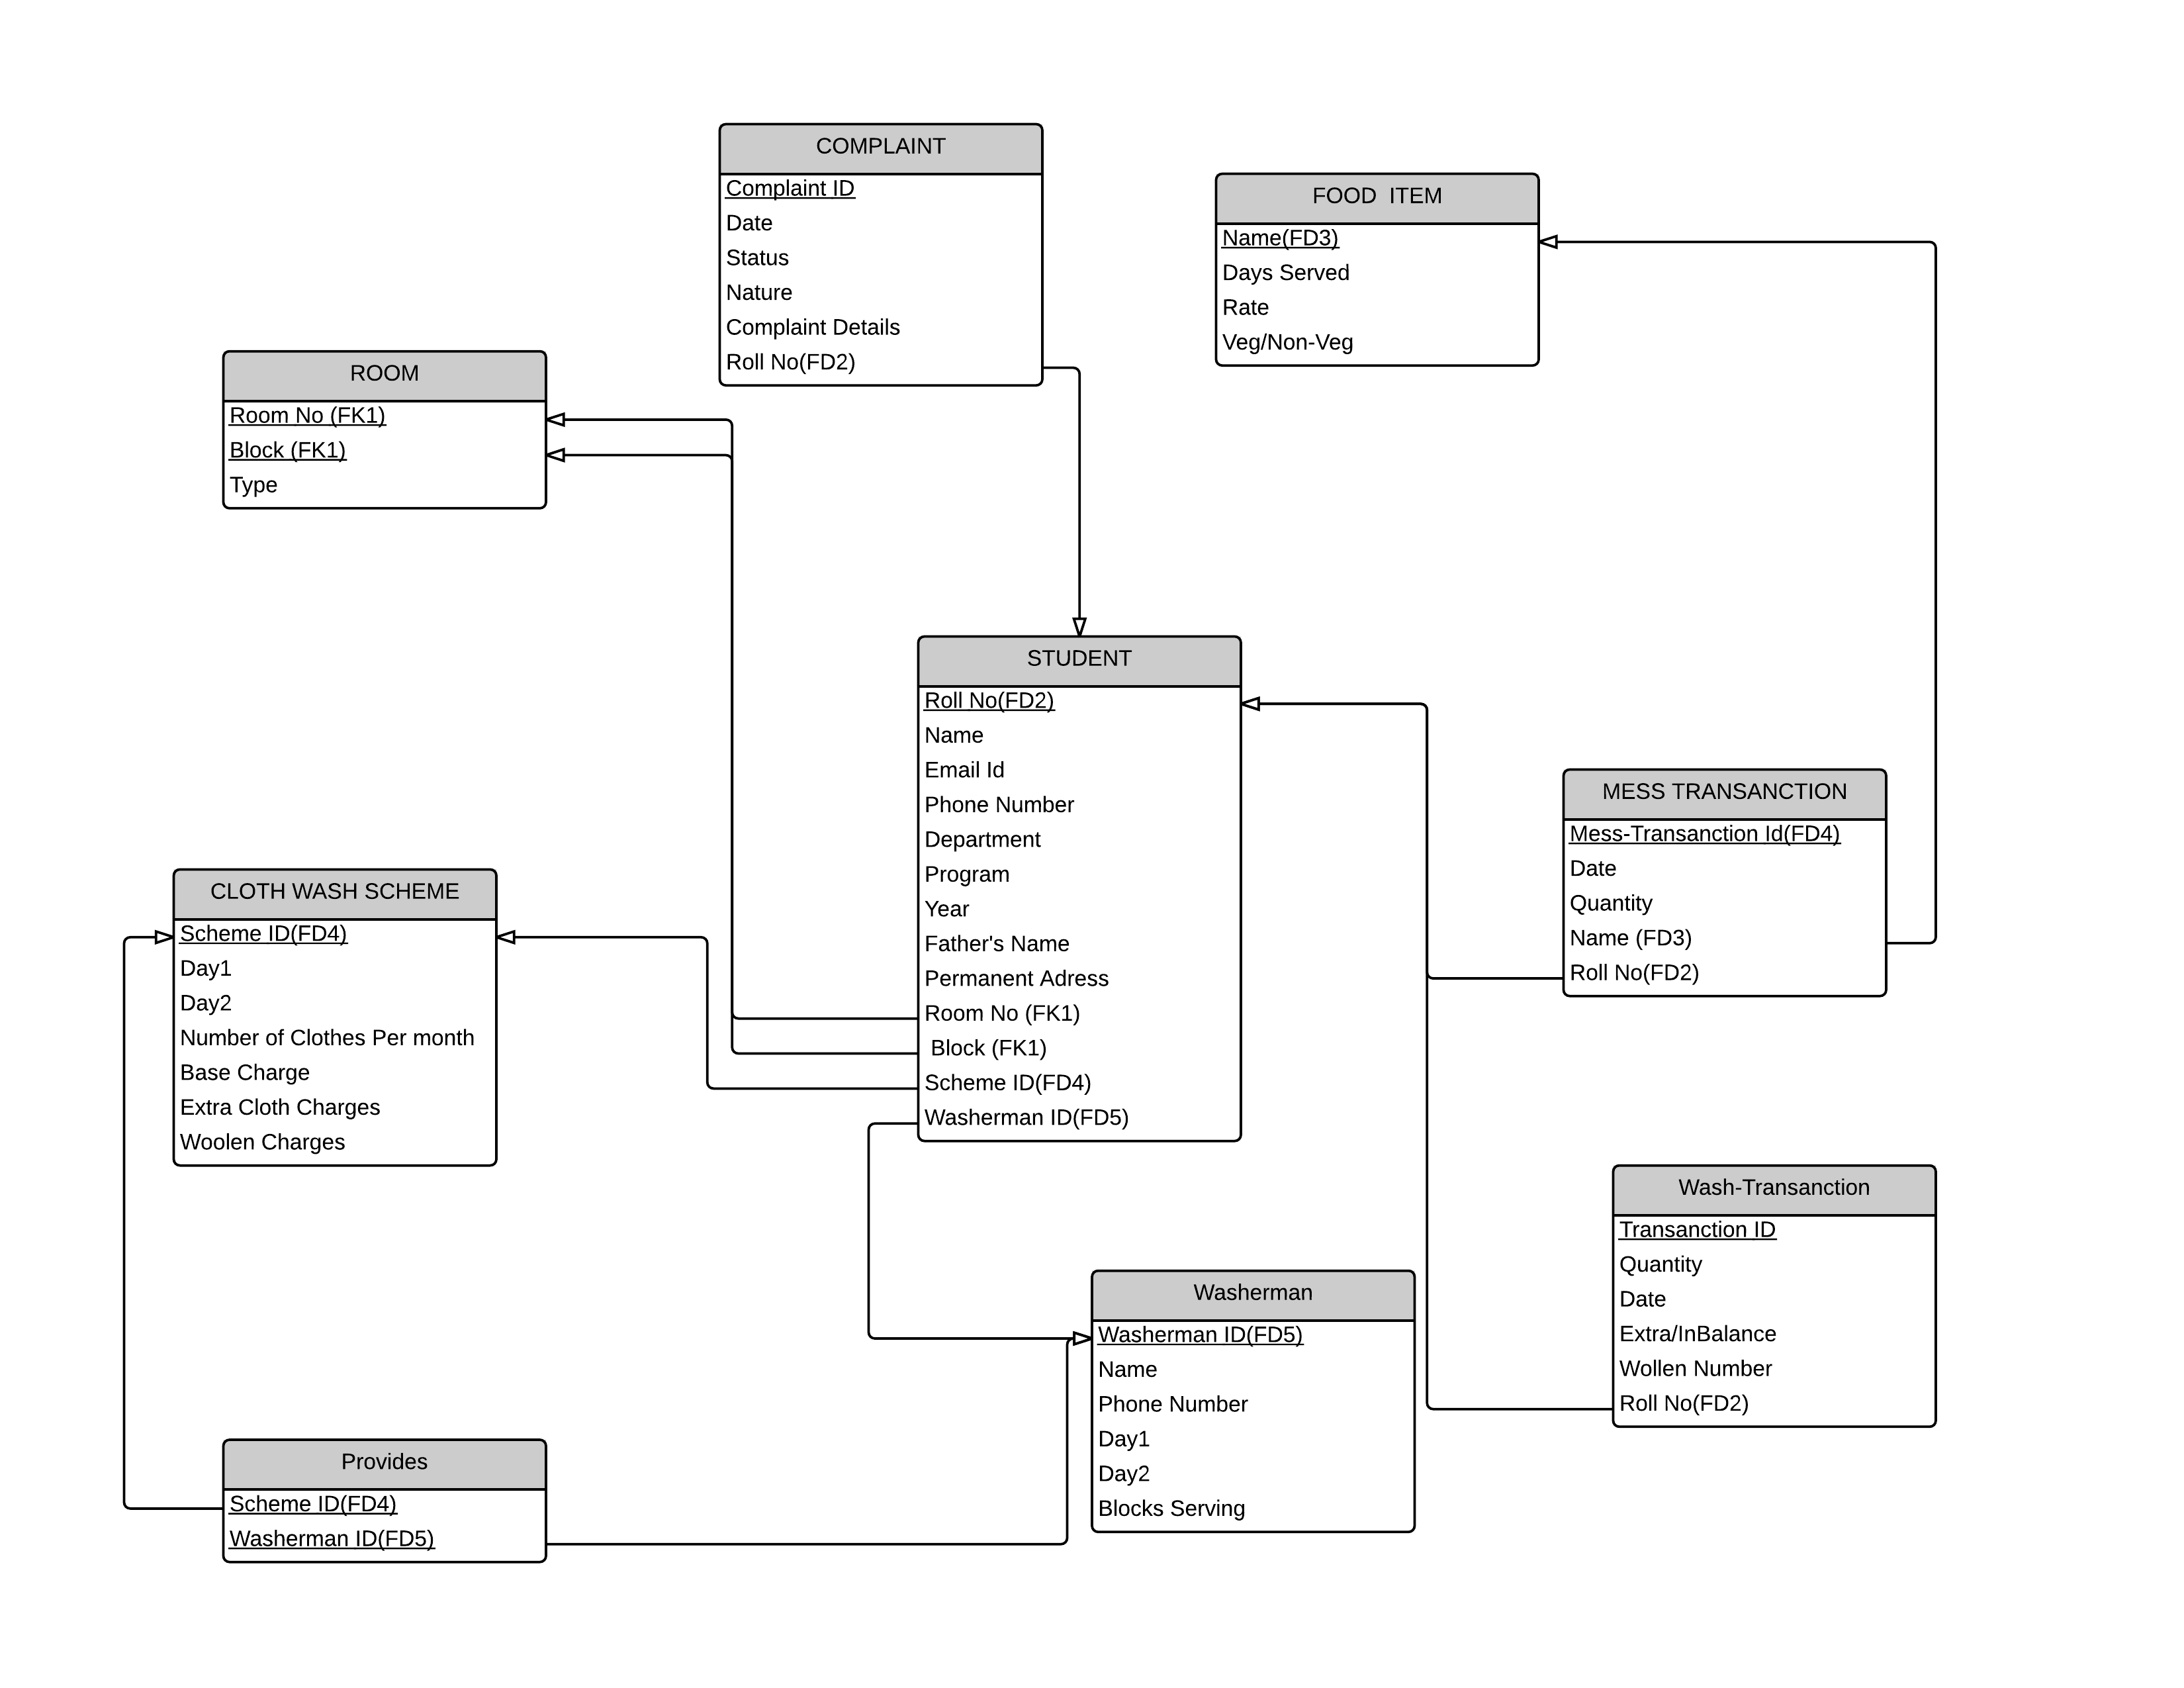 COMPLAINT
Complaint ID
Date
Status
Nature
Complaint Details
Roll No(FD2)
FOOD  ITEM
Name(FD3)
Days Served
Rate
Veg/Non-Veg
ROOM
Room No (FK1)
Block (FK1)
Type
STUDENT
Roll No(FD2)
Name
Email Id
Phone Number
Department
Program
Year
Father's Name
Permanent Adress
Room No (FK1)
Block (FK1)
Scheme ID(FD4)
Washerman ID(FD5)
MESS TRANSANCTION
Mess-Transanction Id(FD4)
Date
Quantity
Name (FD3)
Roll No(FD2)
CLOTH WASH SCHEME
Scheme ID(FD4)
Day1
Day2
Number of Clothes Per month
Base Charge
Extra Cloth Charges
Woolen Charges
Wash-Transanction
Transanction ID
Quantity
Date
Extra/InBalance
Wollen Number
Roll No(FD2)
Washerman
Washerman ID(FD5)
Name
Phone Number
Day1
Day2
Blocks Serving
Provides
Scheme ID(FD4)
Washerman ID(FD5)